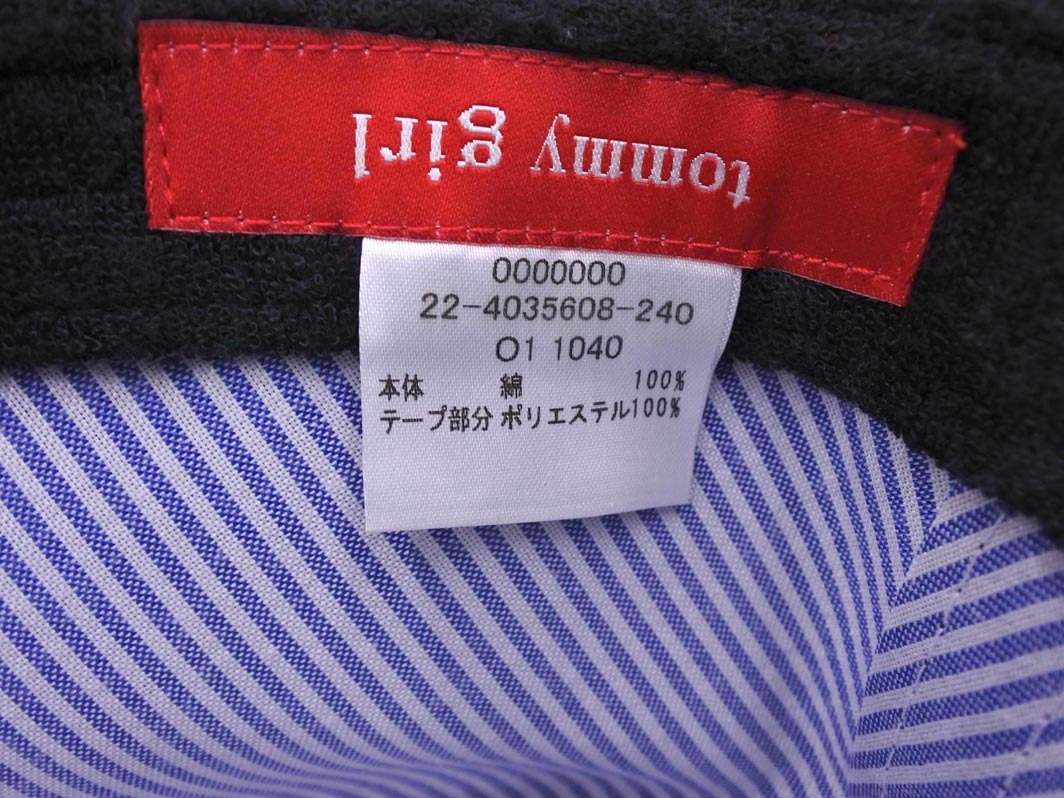 tommy girl
0000000
22-4035608-240
01 1040
本体 綿 100%
テープ部分 ポリエステル100%